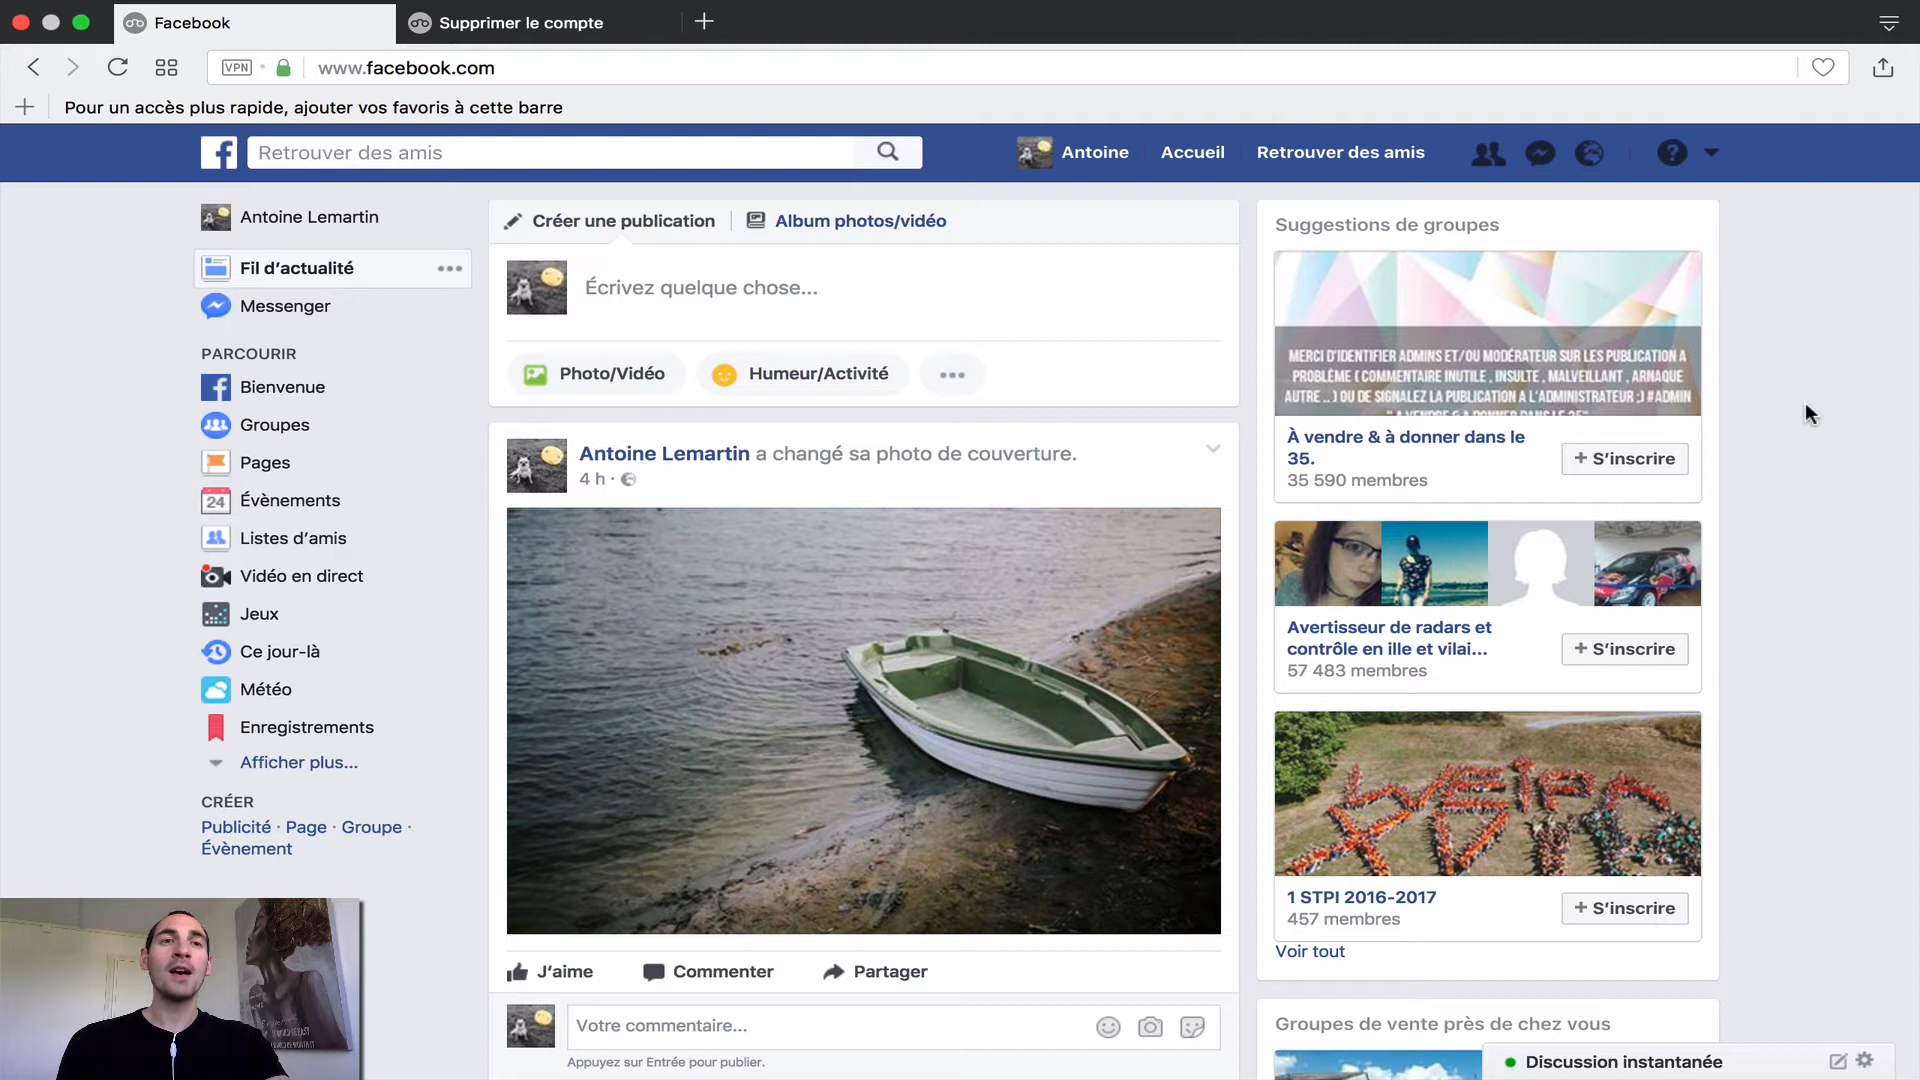 Facebook
Supprimer le compte
VPN
www.facebook.com
Pour un accès plus rapide, ajouter vos favoris à cette barre
Retrouver des amis
Antoine
Accueil
Retrouver des amis
Antoine Lemartin
Fil d'actualité
Messenger
PARCOURIR
Bienvenue
Groupes
Pages
24
Évènements
Listes d'amis
Vidéo en direct
Jeux
Ce jour-là
Météo
Enregistrements
Afficher plus...
CRÉER
Publicité · Page · Groupe ·
Évènement
Créer une publication
Album photos/vidéo
Écrivez quelque chose...
Photo/Vidéo
Humeur/Activité
Antoine Lemartin a changé sa photo de couverture.
4 h ·
J'aime
Commenter
Partager
Votre commentaire...
Appuyez sur Entrée pour publier.
Suggestions de groupes
MERCI D'IDENTIFIER ADMINS ET/OU MODÉRATEUR SUR LES PUBLICATION A
PROBLÈME ( COMMENTAIRE INUTILE , INSULTE , MALVEILLANT , ARNAQUE
AUTRE .. ) OU DE SIGNALEZ LA PUBLICATION A L'ADMINISTRATEUR ;) #ADMIN
" A VENDRE & A DONNER DANS LE 35"
À vendre & à donner dans le
35.
35 590 membres
+ S'inscrire
Avertisseur de radars et
contrôle en ille et vilai...
57 483 membres
+ S'inscrire
1 STPI 2016-2017
457 membres
+ S'inscrire
Voir tout
Groupes de vente près de chez vous
Discussion instantanée